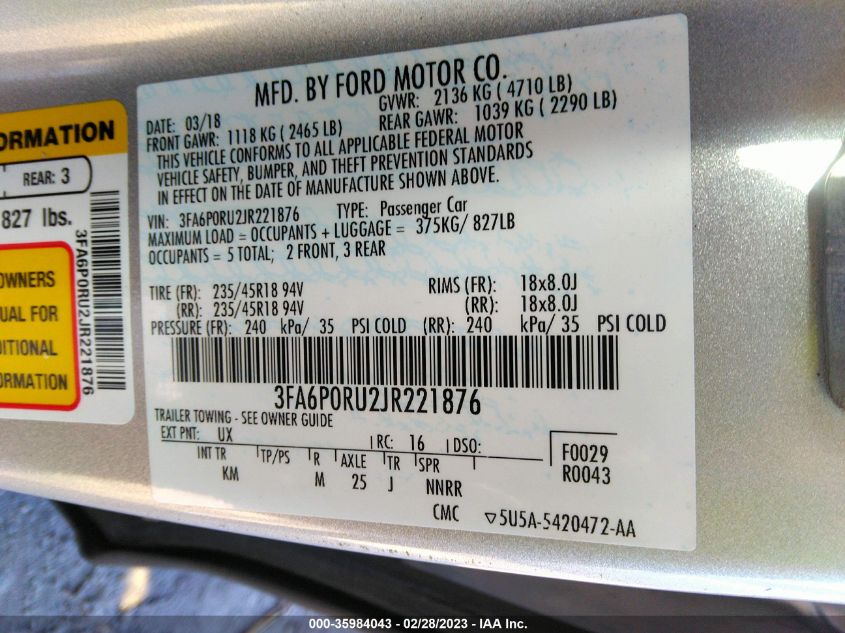 ORMATION
REAR: 3
827 lbs.
3FA6P0RU2JR221876
OWNERS
UAL FOR
DITIONAL
ORMATION
MFD. BY FORD MOTOR CO.
DATE: 03/18 GVWR: 2136 KG ( 4710 LB)
FRONT GAWR: 1118 KG ( 2465 LB) REAR GAWR: 1039 KG ( 2290 LB)
THIS VEHICLE CONFORMS TO ALL APPLICABLE FEDERAL MOTOR
VEHICLE SAFETY, BUMPER, AND THEFT PREVENTION STANDARDS
IN EFFECT ON THE DATE OF MANUFACTURE SHOWN ABOVE.
VIN: 3FA6P0RU2JR221876 TYPE: Passenger Car
MAXIMUM LOAD = OCCUPANTS + LUGGAGE = 375KG/ 827LB
OCCUPANTS = 5 TOTAL; 2 FRONT, 3 REAR
TIRE (FR): 235/45R18 94V RIMS (FR): 18x8.0J
(RR): 235/45R18 94V (RR): 18x8.0J
PRESSURE (FR): 240 kPa/ 35 PSI COLD (RR): 240 kPa/ 35 PSI COLD
3FA6P0RU2JR221876
TRAILER TOWING - SEE OWNER GUIDE
EXT PNT: UX RC: 16 DSO: F0029
INT TR TP/PS R AXLE TR SPR R0043
KM M 25 J NNRR
CMC ▽5U5A-5420472-AA
000-35984043 — 02/28/2023 — IAA Inc.